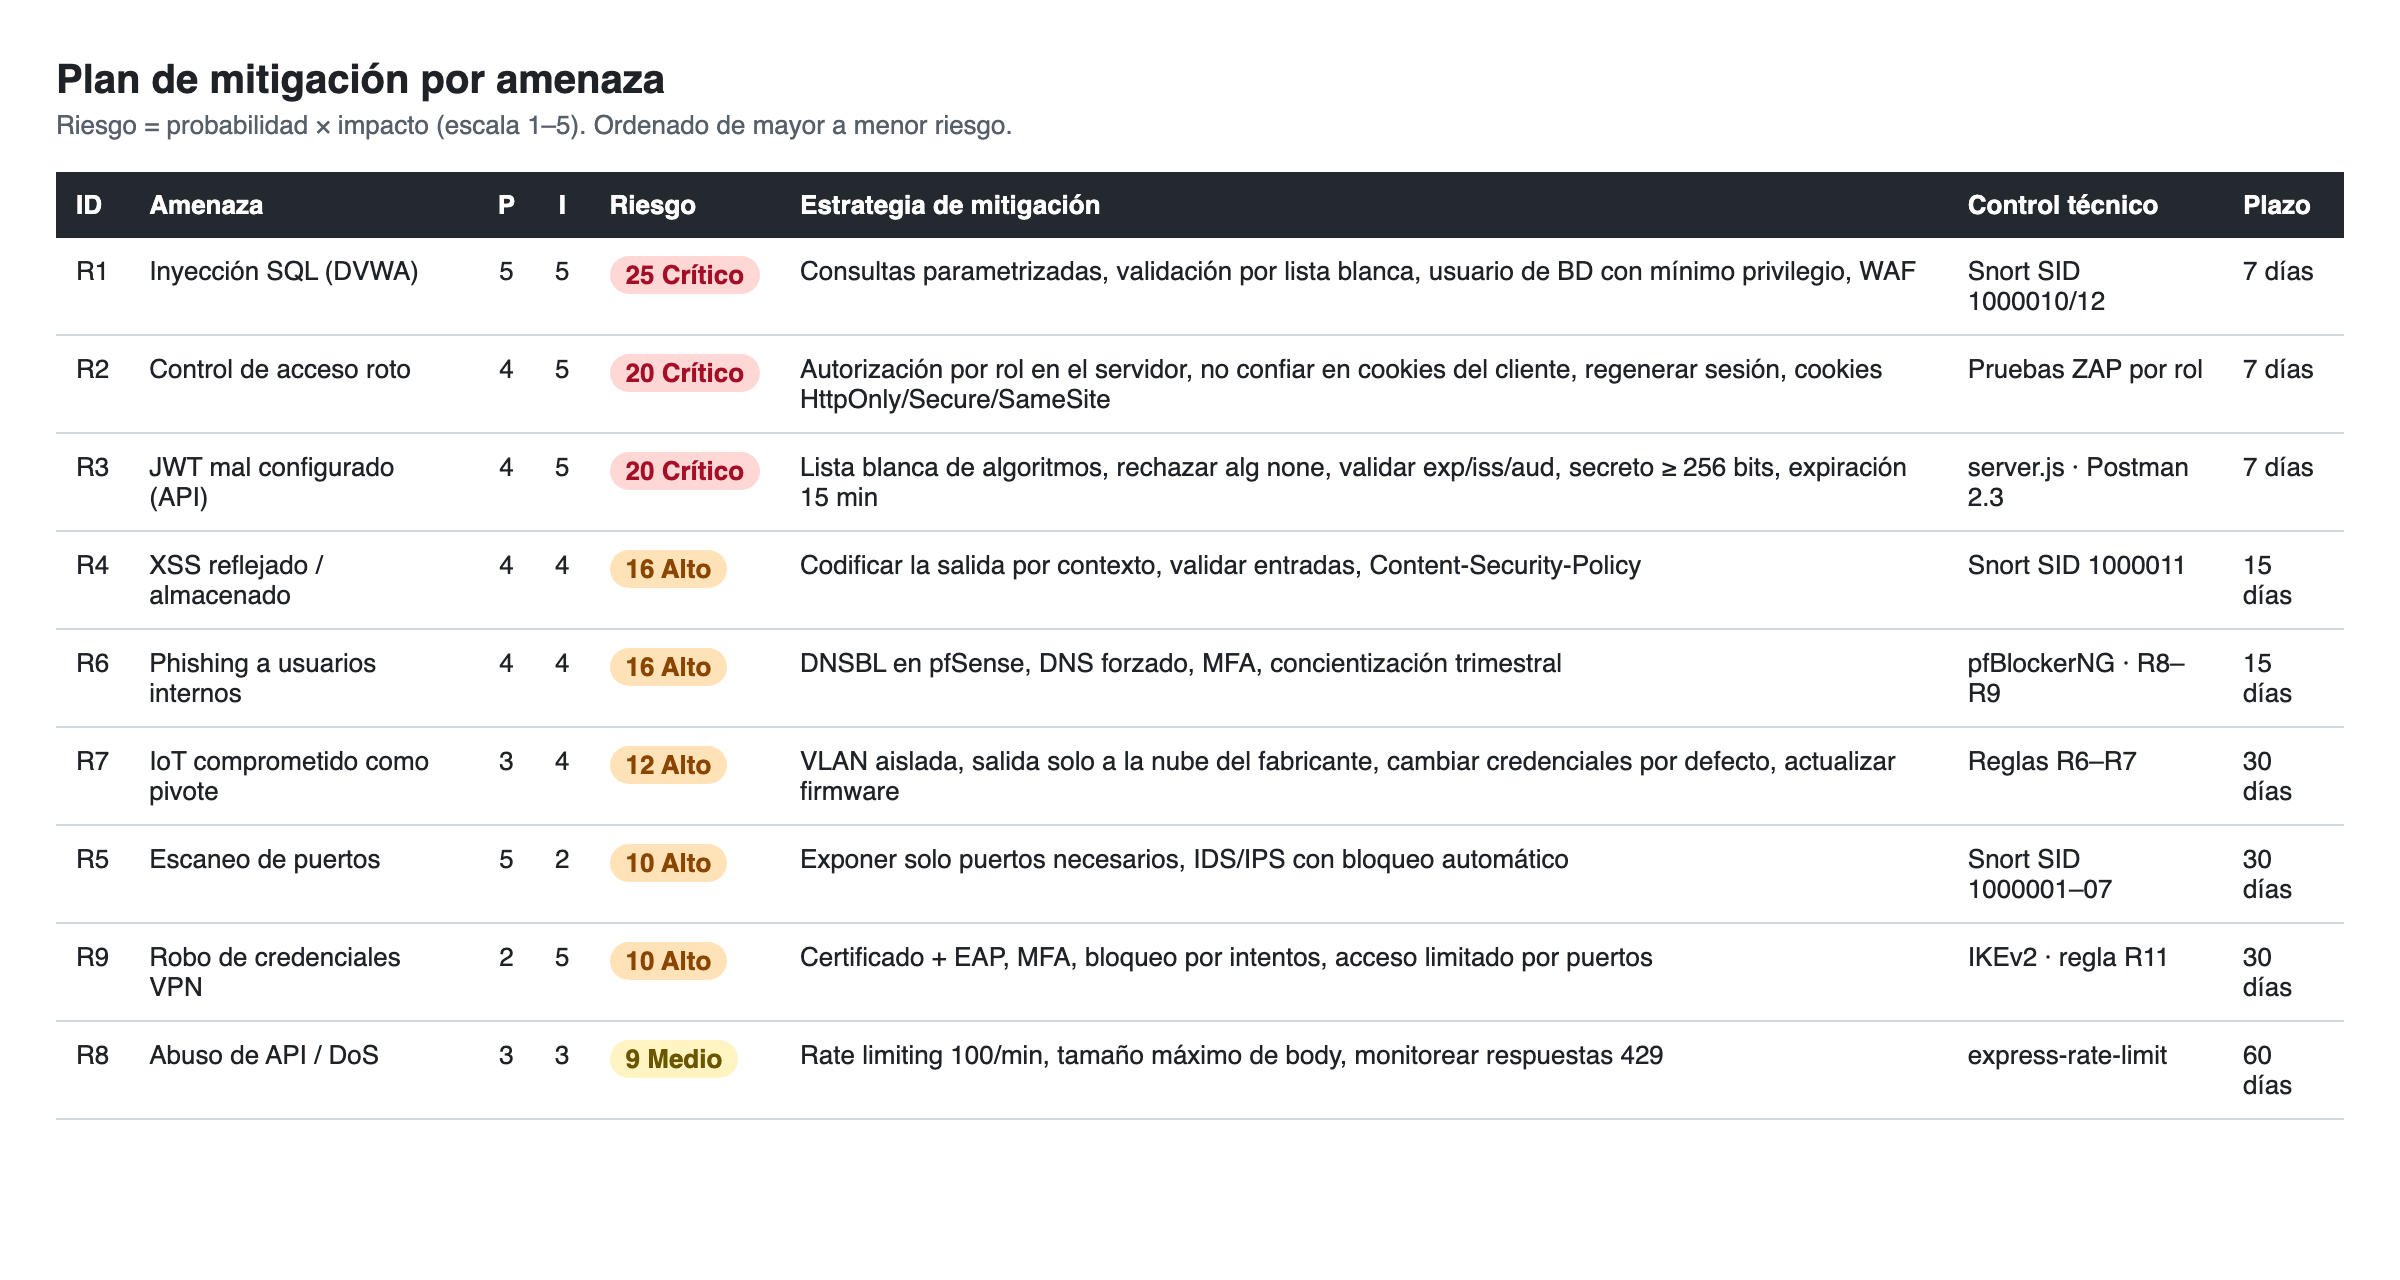 Plan de mitigación por amenaza
Riesgo = probabilidad × impacto (escala 1–5). Ordenado de mayor a menor riesgo.
ID Amenaza P I Riesgo Estrategia de mitigación Control técnico Plazo
R1 Inyección SQL (DVWA) 5 5 25 Crítico Consultas parametrizadas, validación por lista blanca, usuario de BD con mínimo privilegio, WAF Snort SID 7 días
1000010/12
R2 Control de acceso roto 4 5 20 Crítico Autorización por rol en el servidor, no confiar en cookies del cliente, regenerar sesión, cookies Pruebas ZAP por rol 7 días
HttpOnly/Secure/SameSite
R3 JWT mal configurado 4 5 20 Crítico Lista blanca de algoritmos, rechazar alg none, validar exp/iss/aud, secreto ≥ 256 bits, expiración server.js · Postman 7 días
(API) 15 min 2.3
R4 XSS reflejado / 4 4 16 Alto Codificar la salida por contexto, validar entradas, Content-Security-Policy Snort SID 1000011 15
almacenado días
R6 Phishing a usuarios 4 4 16 Alto DNSBL en pfSense, DNS forzado, MFA, concientización trimestral pfBlockerNG · R8– 15
internos R9 días
R7 IoT comprometido como 3 4 12 Alto VLAN aislada, salida solo a la nube del fabricante, cambiar credenciales por defecto, actualizar Reglas R6–R7 30
pivote firmware días
R5 Escaneo de puertos 5 2 10 Alto Exponer solo puertos necesarios, IDS/IPS con bloqueo automático Snort SID 30
1000001–07 días
R9 Robo de credenciales 2 5 10 Alto Certificado + EAP, MFA, bloqueo por intentos, acceso limitado por puertos IKEv2 · regla R11 30
VPN días
R8 Abuso de API / DoS 3 3 9 Medio Rate limiting 100/min, tamaño máximo de body, monitorear respuestas 429 express-rate-limit 60
días